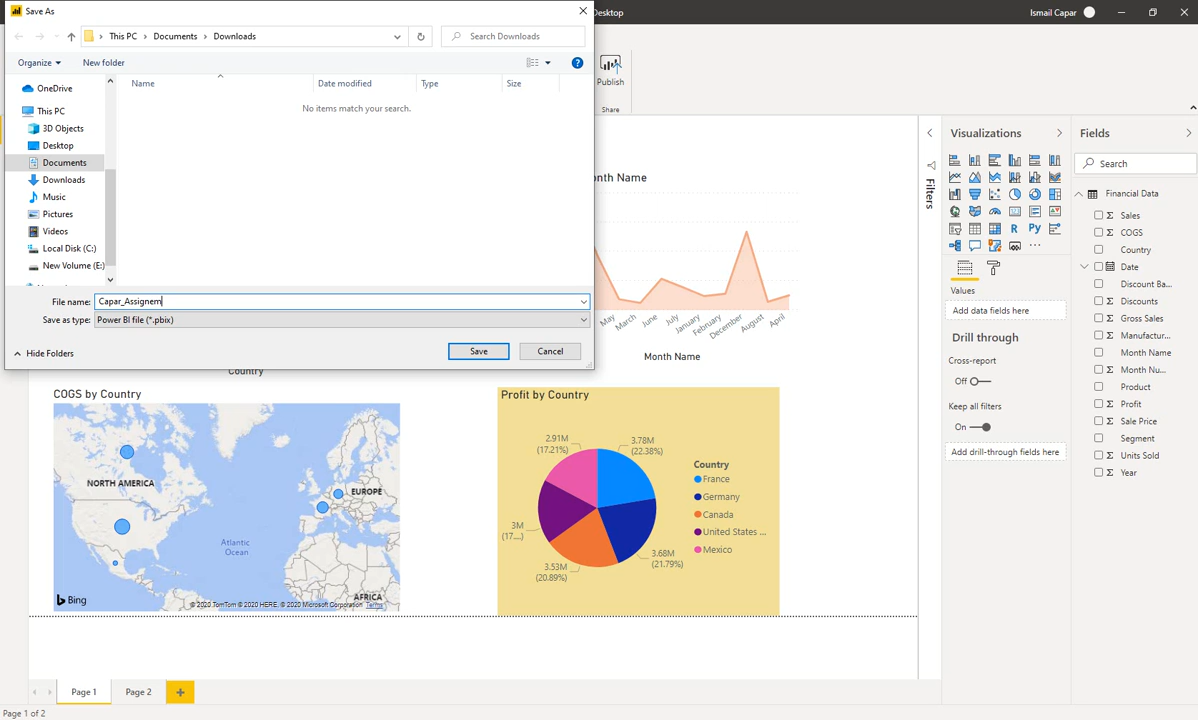 Save As
Desktop
Ismail Capar
This PC
Documents
Downloads
Search Downloads
Organize
New folder
Name
Date modified
Type
Size
No items match your search.
OneDrive
This PC
3D Objects
Desktop
Documents
Downloads
Music
Pictures
Videos
Local Disk (C:)
New Volume (E:)
File name:
Capar_Assignem
Save as type:
Power BI file (*.pbix)
Hide Folders
Save
Cancel
Publish
Share
Month Name
May
March
June
July
January
February
December
August
April
Month Name
Country
COGS by Country
NORTH AMERICA
EUROPE
Atlantic
Ocean
AFRICA
Bing
© 2020 TomTom © 2020 HERE, © 2020 Microsoft Corporation Terms
Profit by Country
2.91M
(17.21%)
3.78M
(22.38%)
3M
(17....)
3.53M
(20.89%)
3.68M
(21.79%)
Country
France
Germany
Canada
United States ...
Mexico
Filters
Visualizations
R
Py
Values
Add data fields here
Drill through
Cross-report
Off
Keep all filters
On
Add drill-through fields here
Fields
Search
Financial Data
Sales
COGS
Country
Date
Discount Ba...
Discounts
Gross Sales
Manufactur...
Month Name
Month Nu...
Product
Profit
Sale Price
Segment
Units Sold
Year
Page 1
Page 2
Page 1 of 2